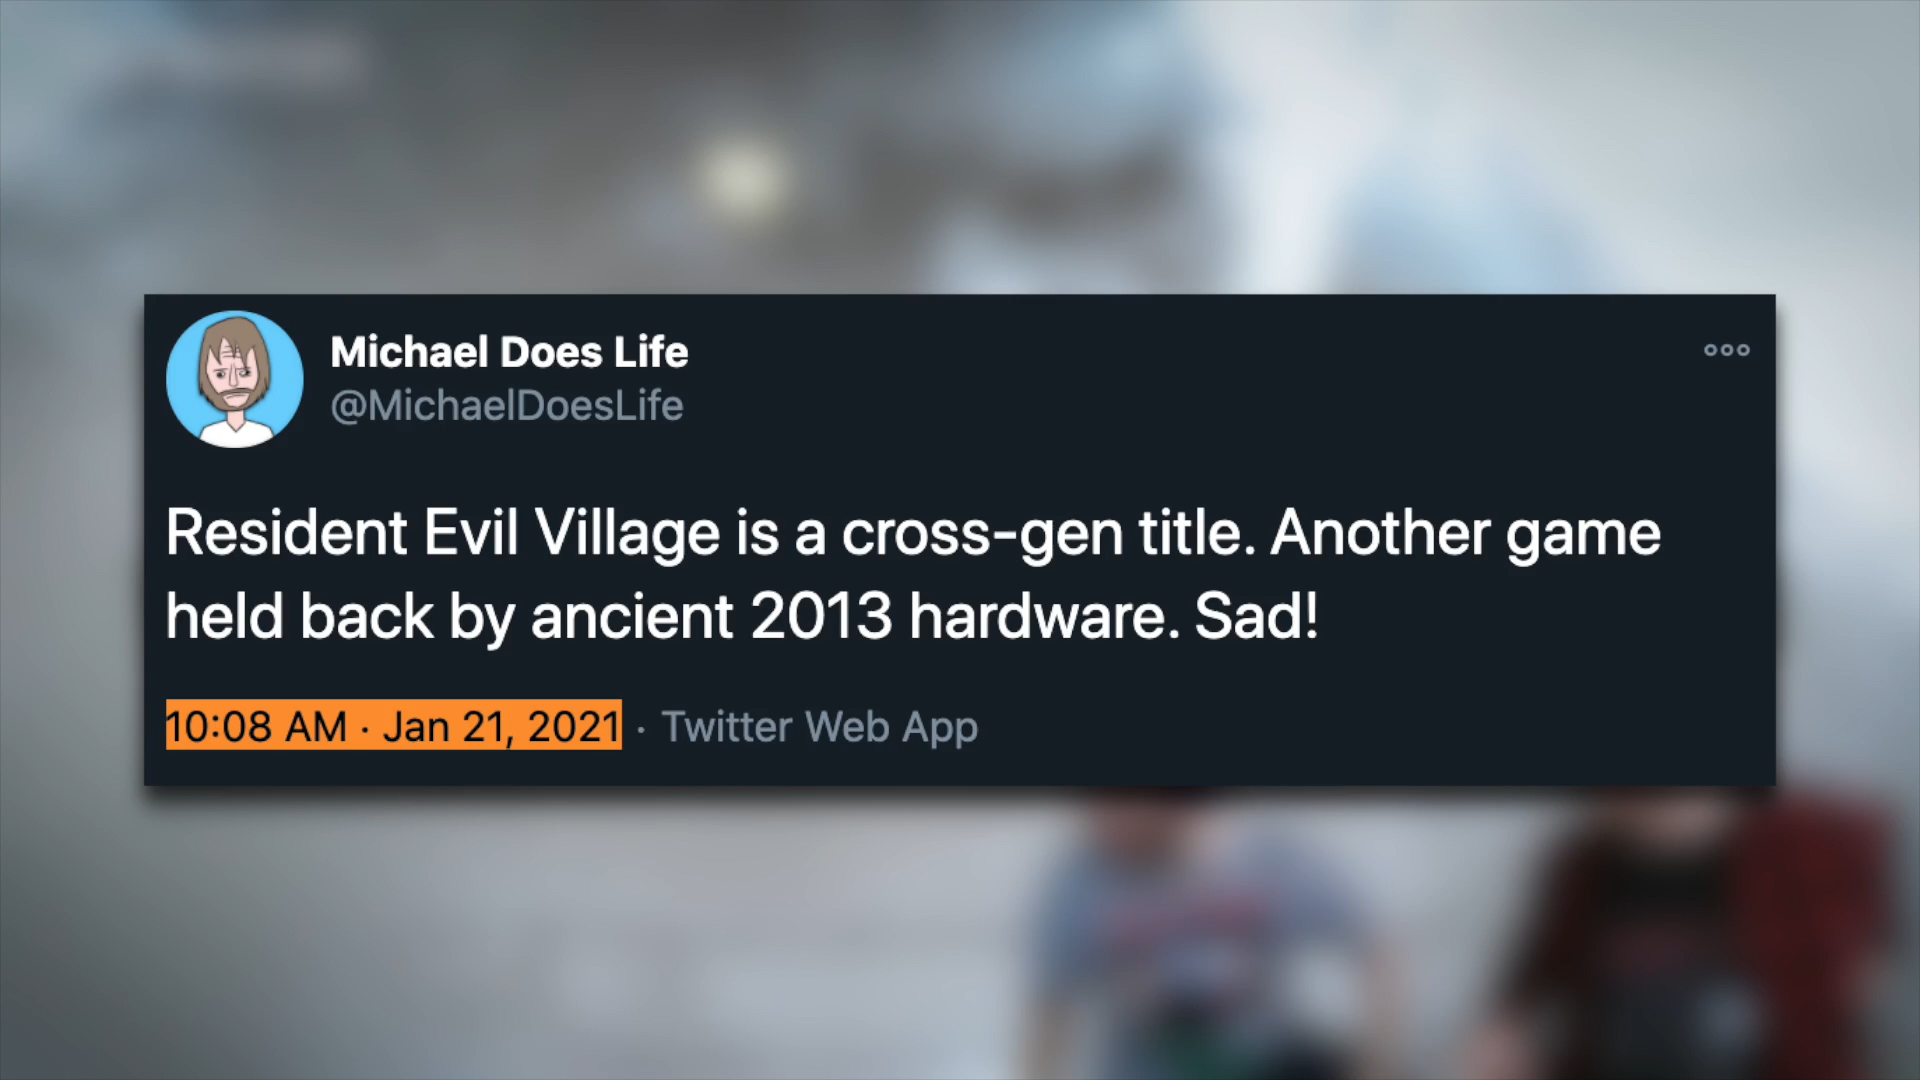 Michael Does Life
@MichaelDoesLife
Resident Evil Village is a cross-gen title. Another game
held back by ancient 2013 hardware. Sad!
10:08 AM · Jan 21, 2021 · Twitter Web App